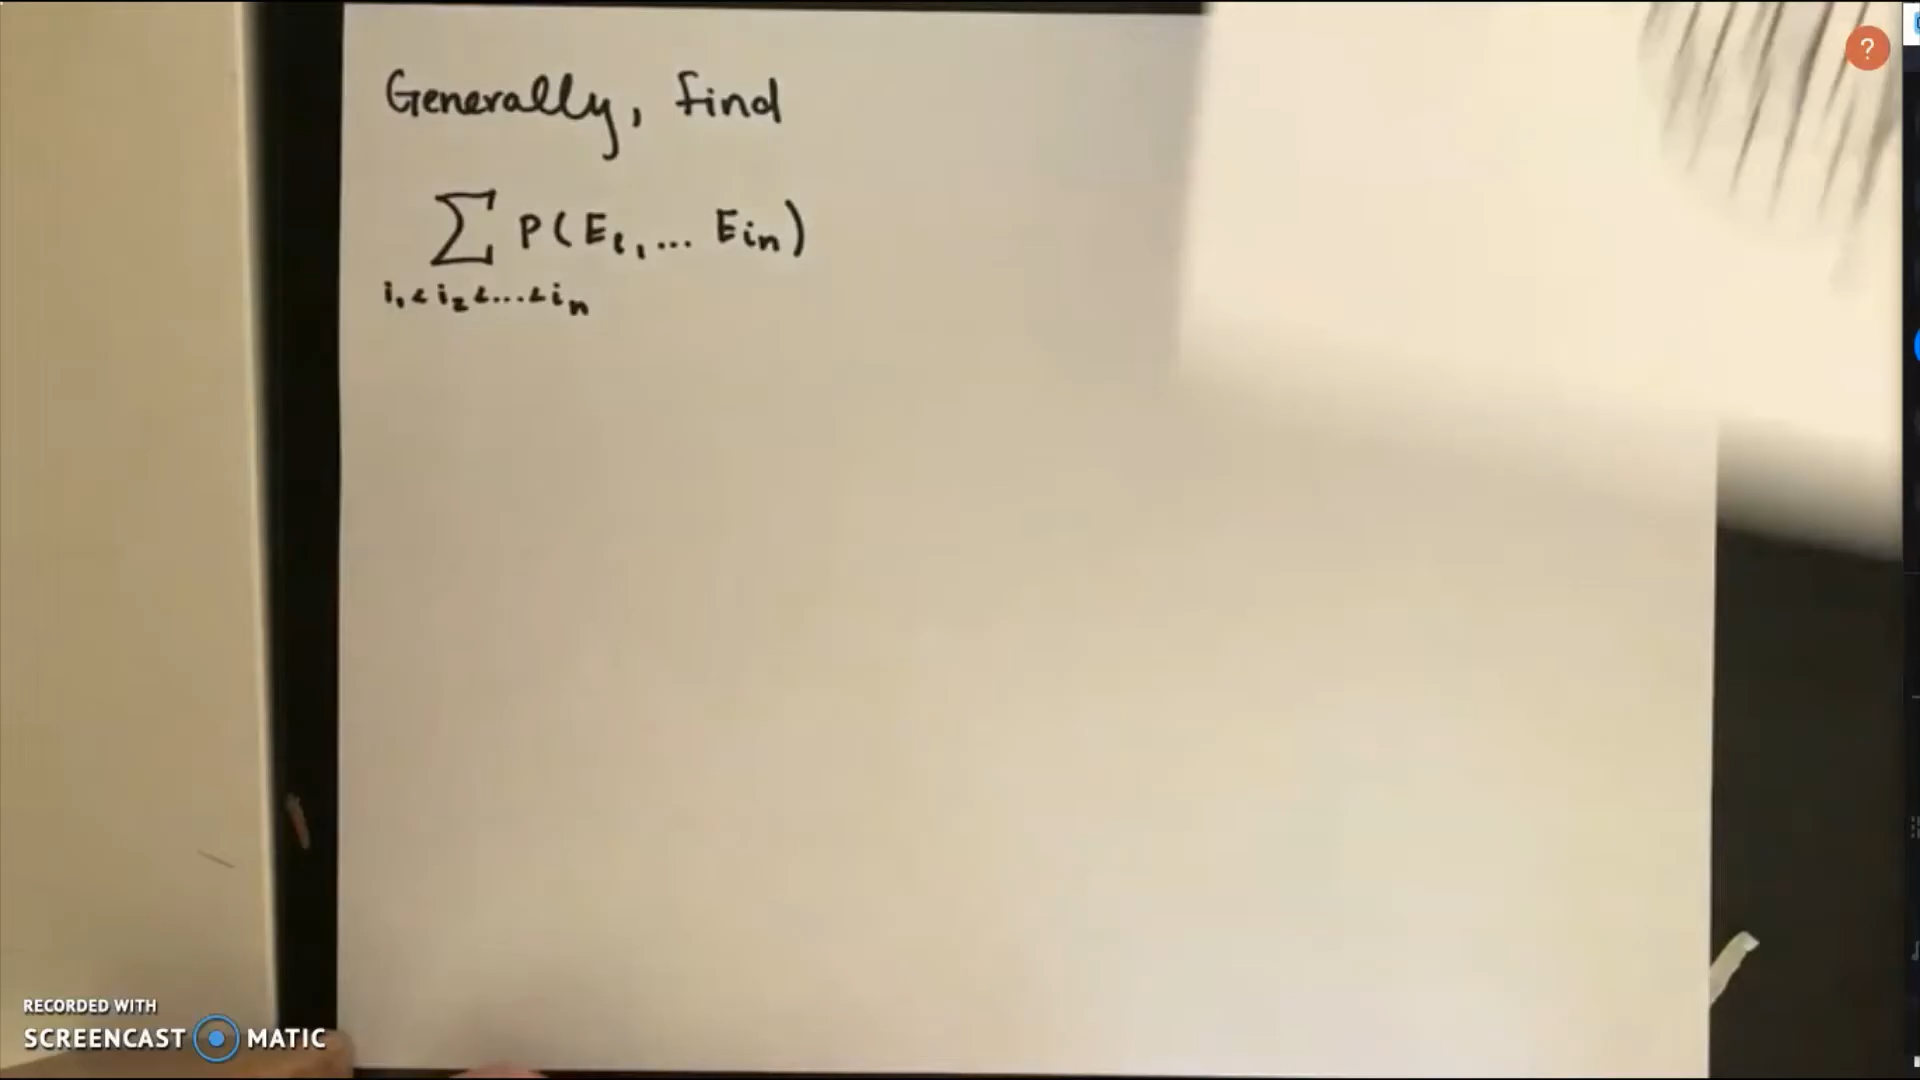 Generally, find
∑ P(E_{i_1} ... E_{i_n})
i_1 < i_2 < ... < i_n
?
RECORDED WITH
SCREENCAST MATIC